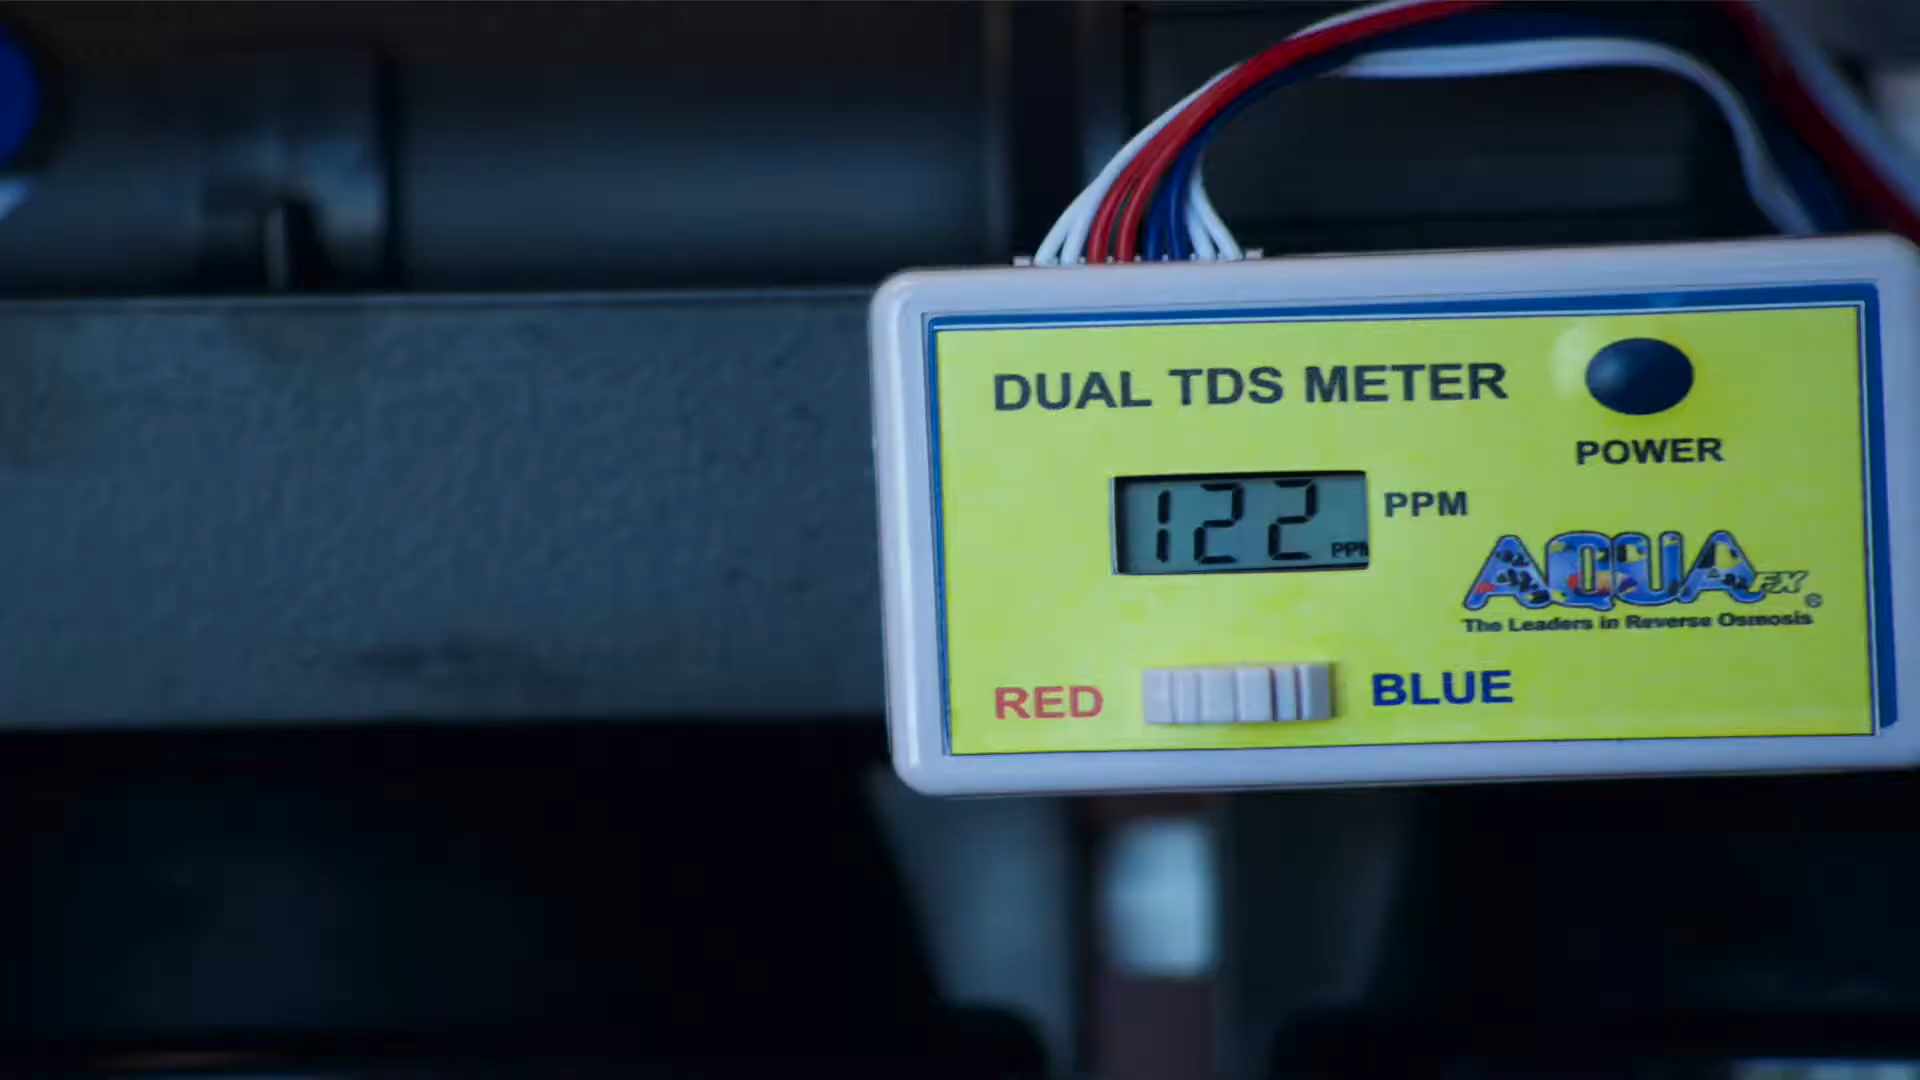 DUAL TDS METER
POWER
122 PPM
PPM
AQUA FX ®
The Leaders in Reverse Osmosis
RED BLUE